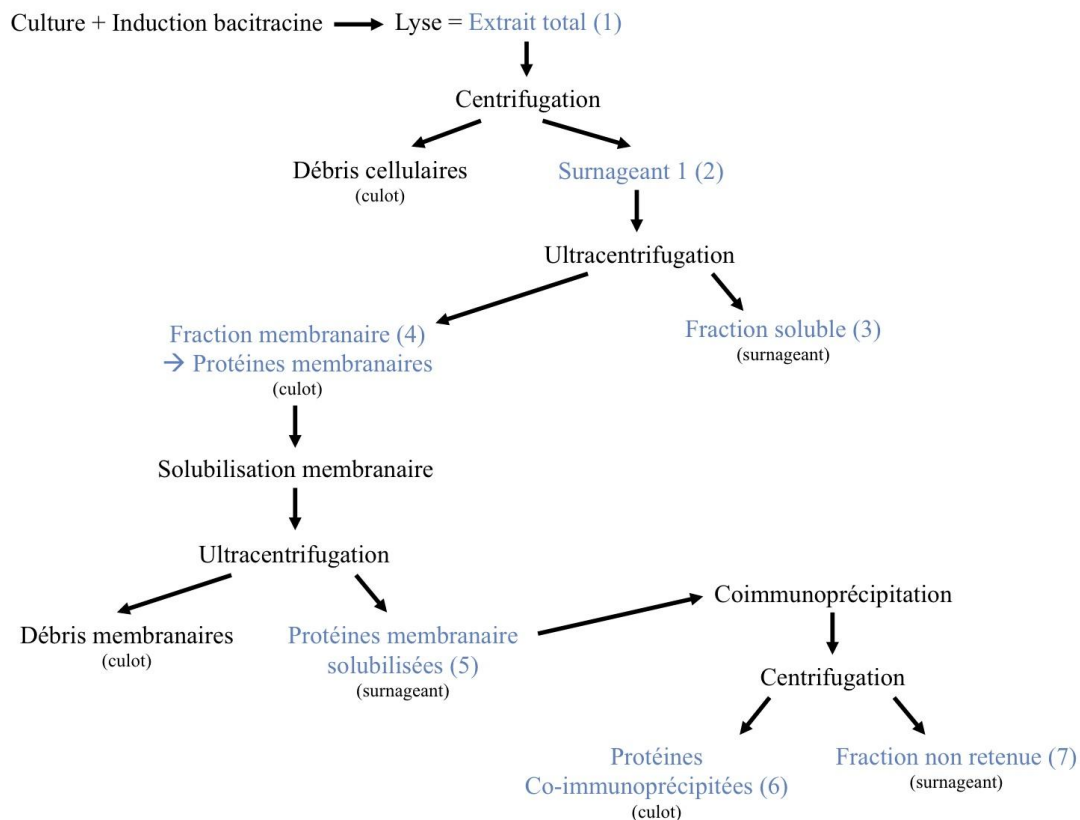 Culture + Induction bacitracine
Lyse = Extrait total (1)
Centrifugation
Débris cellulaires
(culot)
Surnageant 1 (2)
Ultracentrifugation
Fraction membranaire (4)
→ Protéines membranaires
(culot)
Fraction soluble (3)
(surnageant)
Solubilisation membranaire
Ultracentrifugation
Débris membranaires
(culot)
Protéines membranaire
solubilisées (5)
(surnageant)
Coimmunoprécipitation
Centrifugation
Protéines
Co-immunoprécipitées (6)
(culot)
Fraction non retenue (7)
(surnageant)